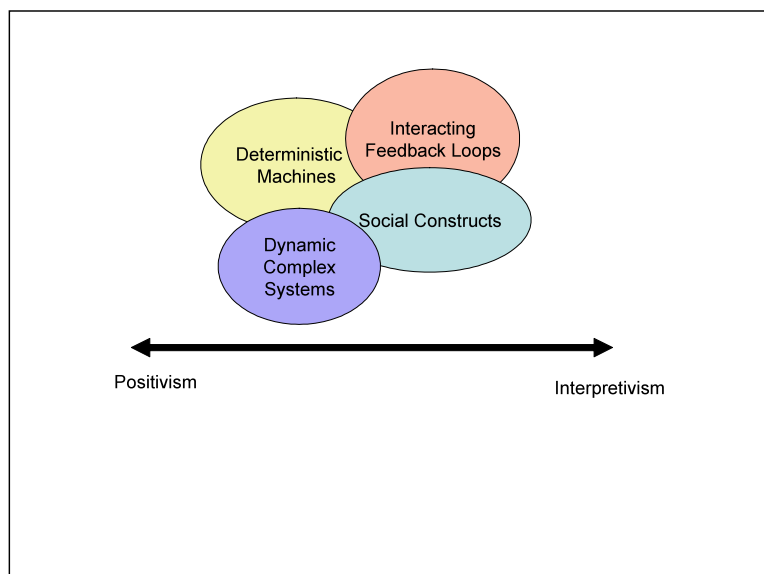 Deterministic
Machines
Interacting
Feedback Loops
Social Constructs
Dynamic
Complex
Systems
Positivism
Interpretivism